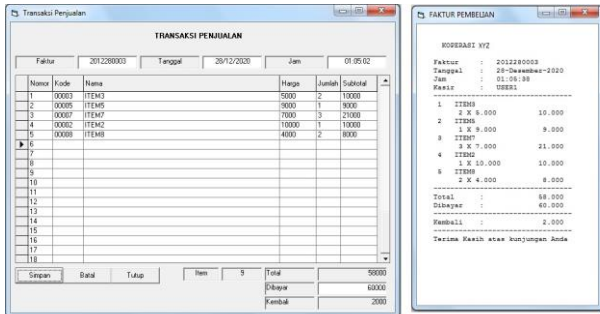 Transaksi Penjualan
TRANSAKSI PENJUALAN
Faktur 2012280003 Tanggal 28/12/2020 Jam 01:05:02
Nomor Kode Nama Harga Jumlah Subtotal
1 00003 ITEM3 5000 2 10000
2 00005 ITEM5 9000 1 9000
3 00007 ITEM7 7000 3 21000
4 00002 ITEM2 10000 1 10000
5 00008 ITEM8 4000 2 8000
6
7
8
9
10
11
12
13
14
15
16
17
18
Simpan Batal Tutup Item 9 Total 58000
Dibayar 60000
Kembali 2000
FAKTUR PEMBELIAN
KOPERASI XYZ
Faktur : 2012280003
Tanggal : 28-Desember-2020
Jam : 01:05:38
Kasir : USER1
1 ITEM3
2 X 5.000 10.000
2 ITEM5
1 X 9.000 9.000
3 ITEM7
3 X 7.000 21.000
4 ITEM2
1 X 10.000 10.000
5 ITEM8
2 X 4.000 8.000
Total : 58.000
Dibayar : 60.000
Kembali : 2.000
Terima Kasih atas kunjungan Anda